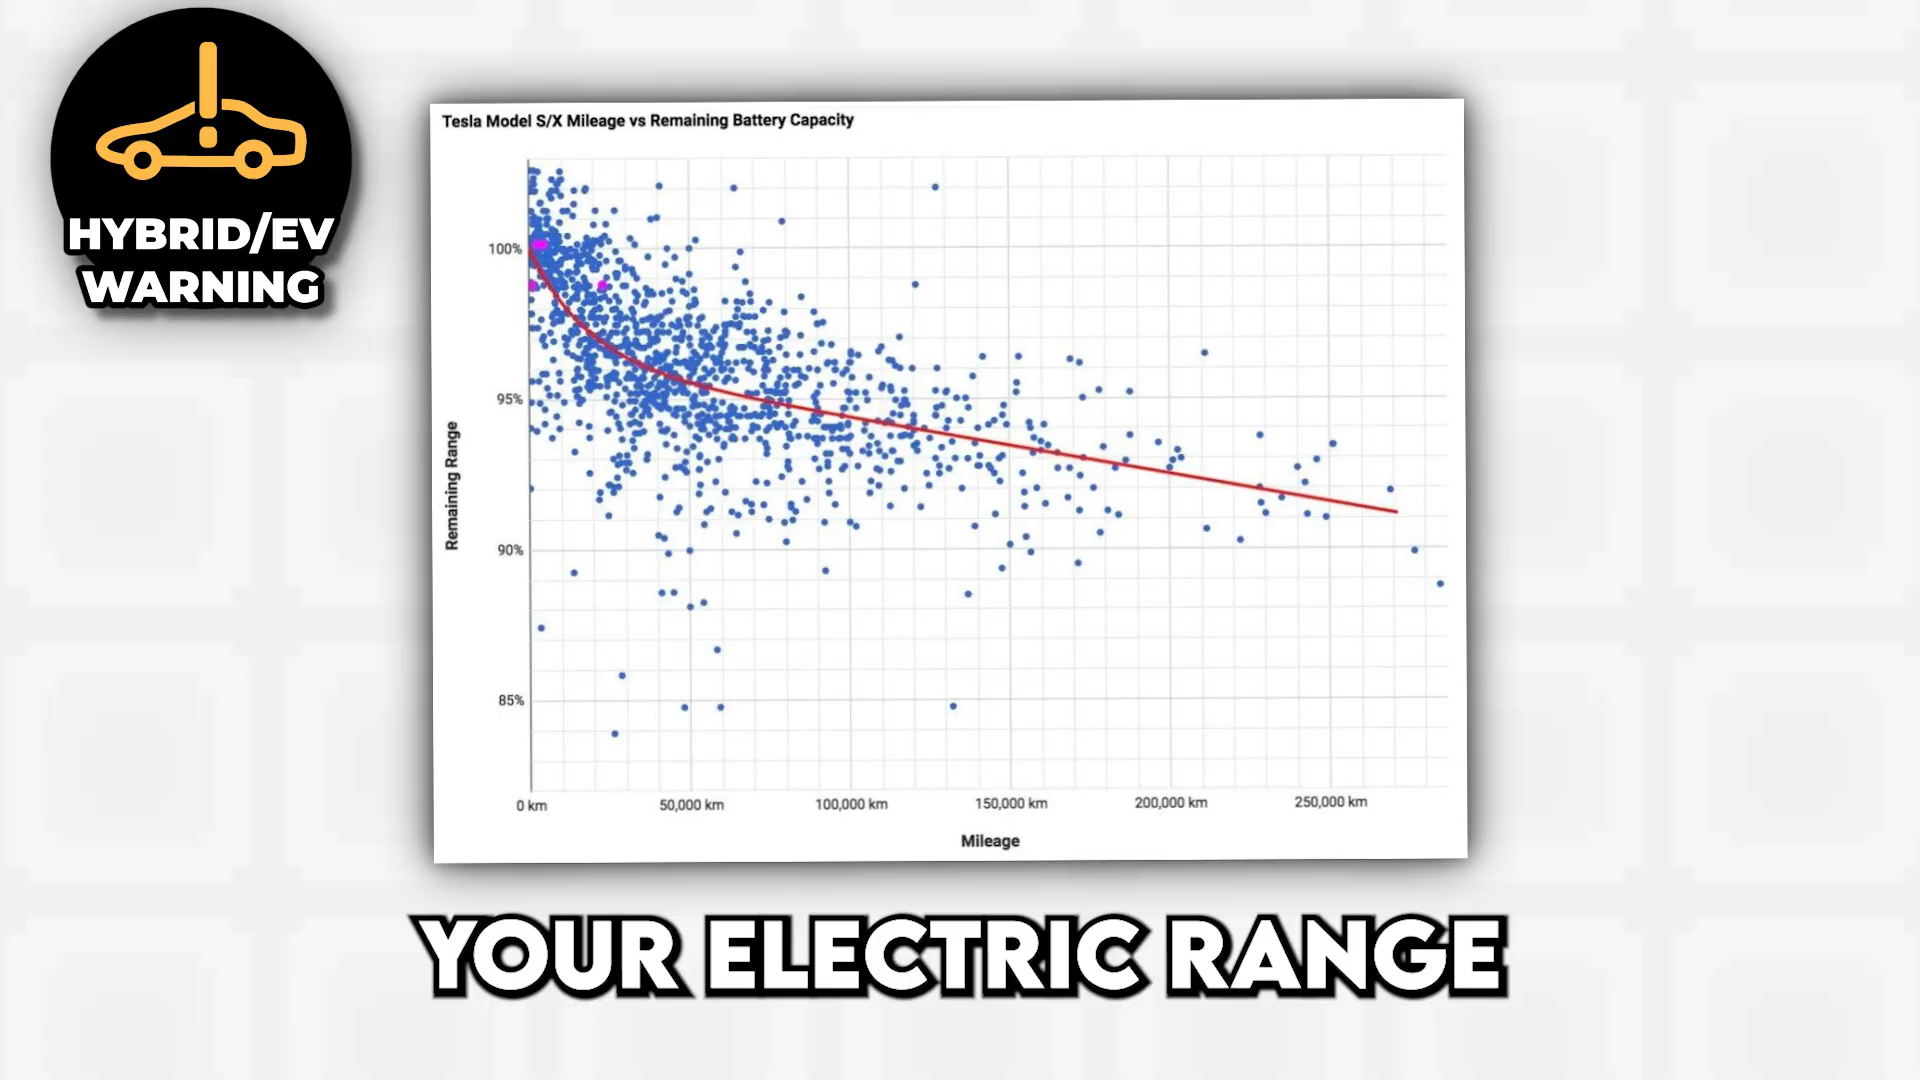 HYBRID/EV
WARNING
Tesla Model S/X Mileage vs Remaining Battery Capacity
100%
95%
90%
85%
Remaining Range
0 km
50,000 km
100,000 km
150,000 km
200,000 km
250,000 km
Mileage
YOUR ELECTRIC RANGE